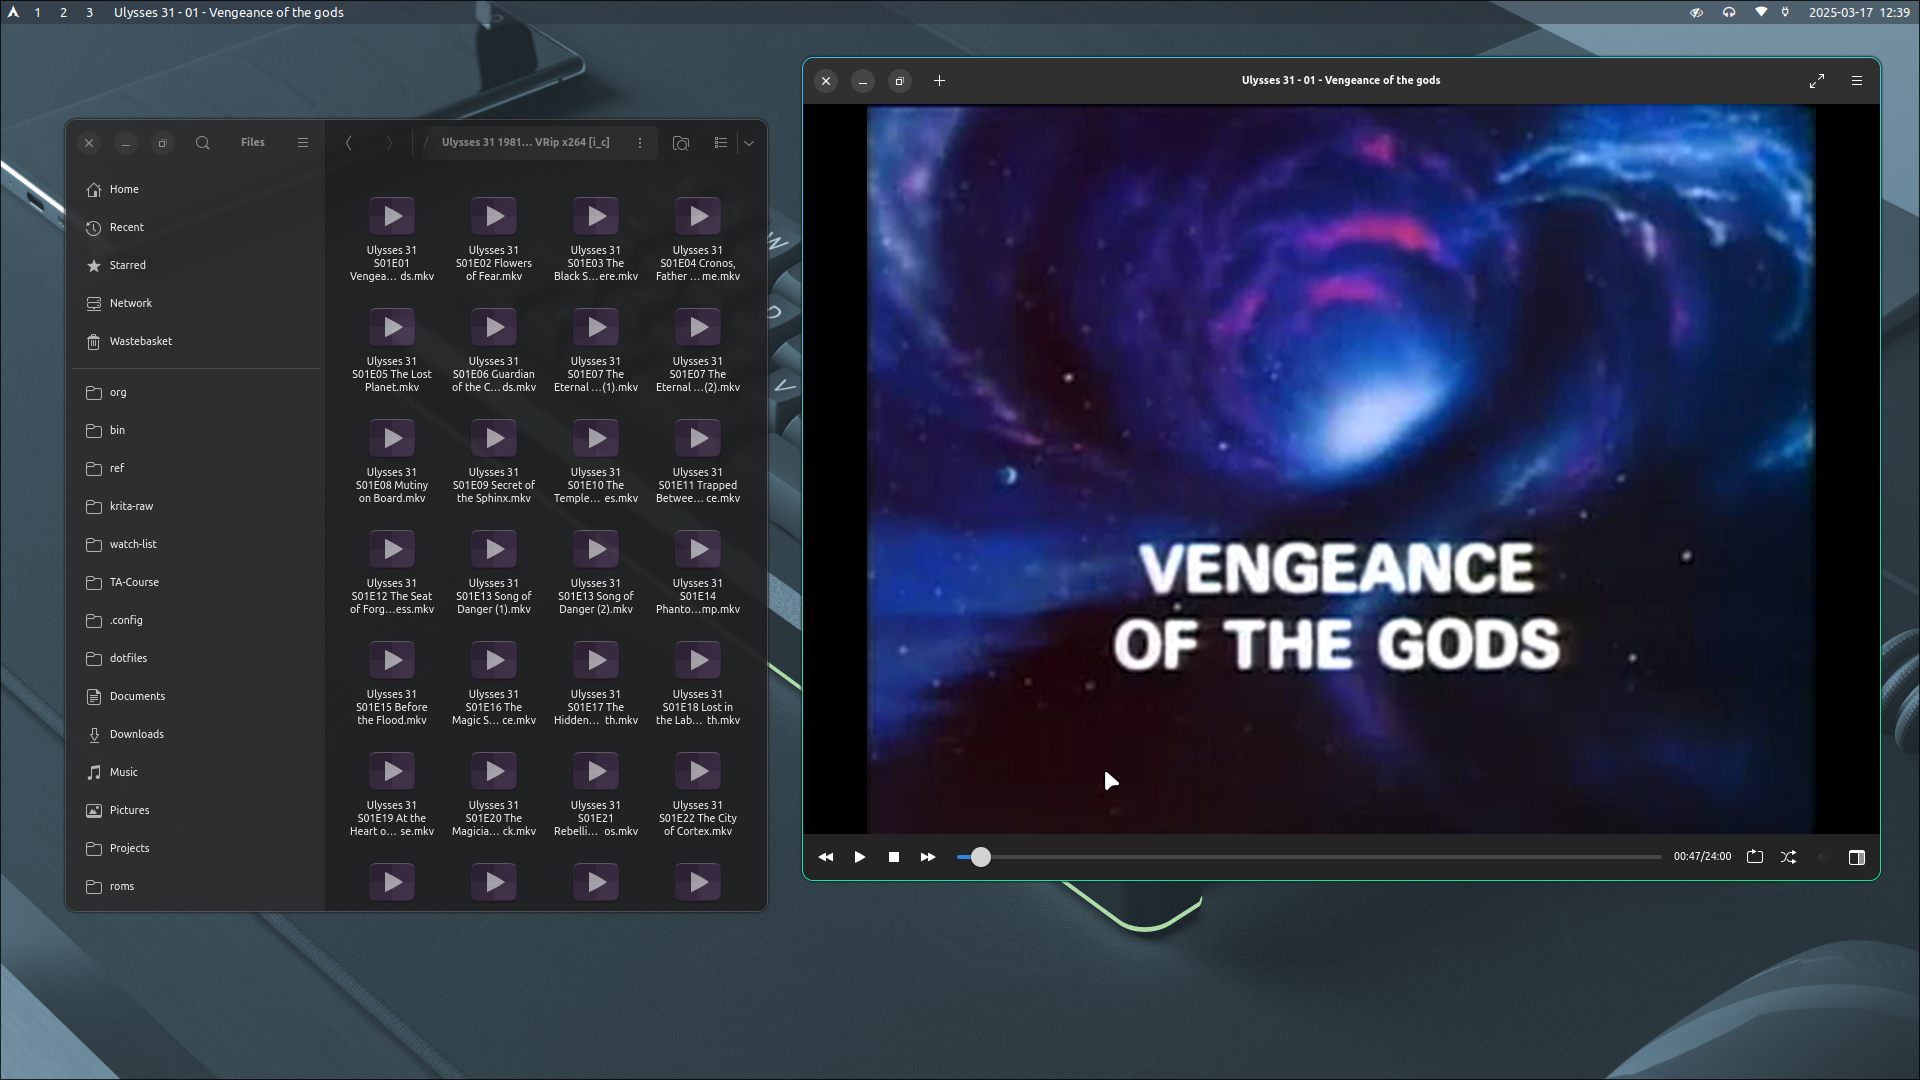 1 2 3 Ulysses 31 - 01 - Vengeance of the gods
2025-03-17 12:39
Files
/ Ulysses 31 1981... VRip x264 [i_c]
Home
Recent
Starred
Network
Wastebasket
org
bin
ref
krita-raw
watch-list
TA-Course
.config
dotfiles
Documents
Downloads
Music
Pictures
Projects
roms
Ulysses 31
S01E01
Vengea... ds.mkv
Ulysses 31
S01E02 Flowers
of Fear.mkv
Ulysses 31
S01E03 The
Black S...ere.mkv
Ulysses 31
S01E04 Cronos,
Father ... me.mkv
Ulysses 31
S01E05 The Lost
Planet.mkv
Ulysses 31
S01E06 Guardian
of the C... ds.mkv
Ulysses 31
S01E07 The
Eternal ...(1).mkv
Ulysses 31
S01E07 The
Eternal ...(2).mkv
Ulysses 31
S01E08 Mutiny
on Board.mkv
Ulysses 31
S01E09 Secret of
the Sphinx.mkv
Ulysses 31
S01E10 The
Temple... es.mkv
Ulysses 31
S01E11 Trapped
Betwee... ce.mkv
Ulysses 31
S01E12 The Seat
of Forg...ess.mkv
Ulysses 31
S01E13 Song of
Danger (1).mkv
Ulysses 31
S01E13 Song of
Danger (2).mkv
Ulysses 31
S01E14
Phanto...mp.mkv
Ulysses 31
S01E15 Before
the Flood.mkv
Ulysses 31
S01E16 The
Magic S... ce.mkv
Ulysses 31
S01E17 The
Hidden... th.mkv
Ulysses 31
S01E18 Lost in
the Lab... th.mkv
Ulysses 31
S01E19 At the
Heart o... se.mkv
Ulysses 31
S01E20 The
Magicia... ck.mkv
Ulysses 31
S01E21
Rebelli... os.mkv
Ulysses 31
S01E22 The City
of Cortex.mkv
Ulysses 31 - 01 - Vengeance of the gods
VENGEANCE
OF THE GODS
00:47/24:00
W
D
V